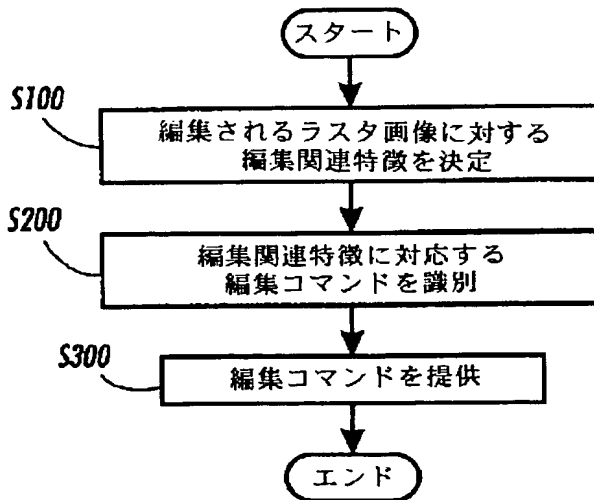 スタート
S100
編集されるラスタ画像に対する
編集関連特徴を決定
S200
編集関連特徴に対応する
編集コマンドを識別
S300
編集コマンドを提供
エンド